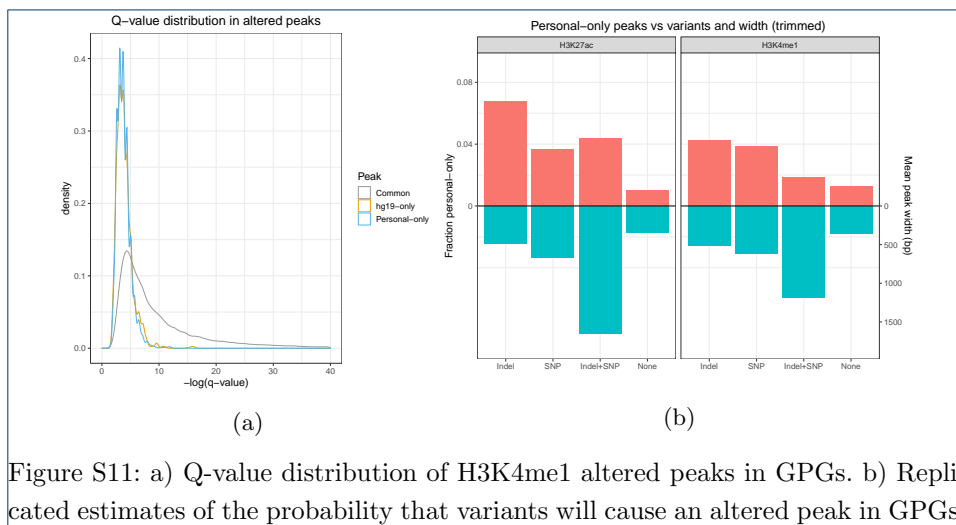 Q−value distribution in altered peaks
0.4
0.3
0.2
0.1
0.0
density
0
10
20
30
40
−log(q−value)
Peak
Common
hg19−only
Personal−only
(a)
Personal−only peaks vs variants and width (trimmed)
H3K27ac
H3K4me1
0.08
0.04
0
Fraction personal−only
0
500
1000
1500
Mean peak width (bp)
Indel
SNP
Indel+SNP
None
Indel
SNP
Indel+SNP
None
(b)
Figure S11: a) Q-value distribution of H3K4me1 altered peaks in GPGs. b) Repli
cated estimates of the probability that variants will cause an altered peak in GPGs